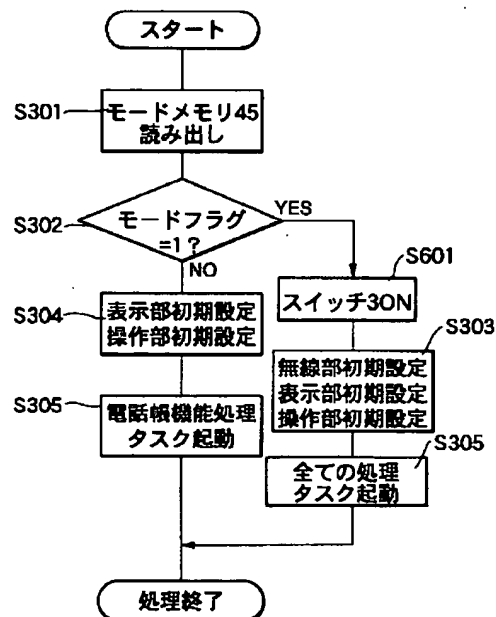 スタート
S301
モードメモリ45
読み出し
S302
モードフラグ
=1?
YES
NO
S601
スイッチ3ON
S304
表示部初期設定
操作部初期設定
S303
無線部初期設定
表示部初期設定
操作部初期設定
S305
電話帳機能処理
タスク起動
S305
全ての処理
タスク起動
処理終了